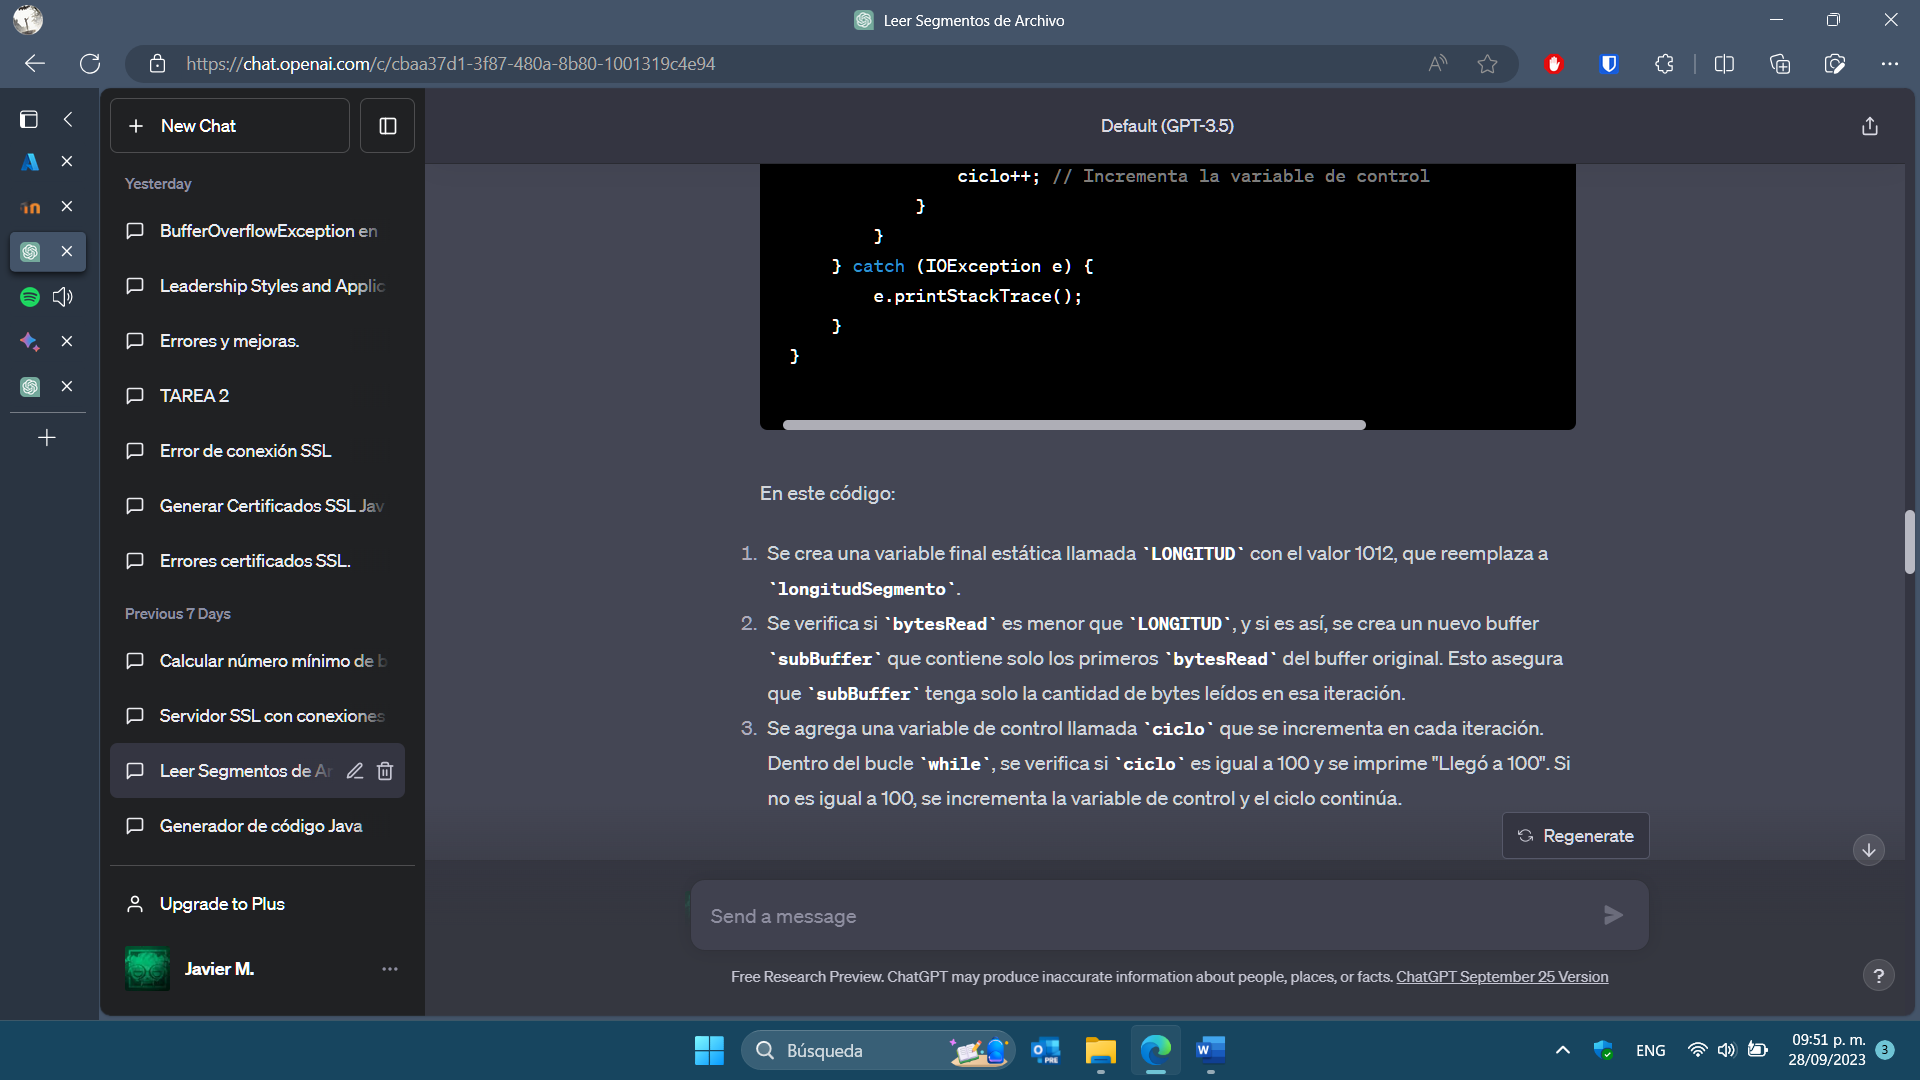 Leer Segmentos de Archivo
https://chat.openai.com/c/cbaa37d1-3f87-480a-8b80-1001319c4e94
New Chat
Yesterday
BufferOverflowException en
Leadership Styles and Applic
Errores y mejoras.
TAREA 2
Error de conexión SSL
Generar Certificados SSL Jav
Errores certificados SSL.
Previous 7 Days
Calcular número mínimo de b
Servidor SSL con conexiones
Leer Segmentos de Ar
Generador de código Java
Upgrade to Plus
Javier M.
Default (GPT-3.5)
ciclo++; // Incrementa la variable de control
}
}
} catch (IOException e) {
e.printStackTrace();
}
}
En este código:
1. Se crea una variable final estática llamada `LONGITUD` con el valor 1012, que reemplaza a
`longitudSegmento`.
2. Se verifica si `bytesRead` es menor que `LONGITUD`, y si es así, se crea un nuevo buffer
`subBuffer` que contiene solo los primeros `bytesRead` del buffer original. Esto asegura
que `subBuffer` tenga solo la cantidad de bytes leídos en esa iteración.
3. Se agrega una variable de control llamada `ciclo` que se incrementa en cada iteración.
Dentro del bucle `while`, se verifica si `ciclo` es igual a 100 y se imprime "Llegó a 100". Si
no es igual a 100, se incrementa la variable de control y el ciclo continúa.
Regenerate
Send a message
Free Research Preview. ChatGPT may produce inaccurate information about people, places, or facts. ChatGPT September 25 Version
?
Búsqueda
PRE
ENG
09:51 p. m.
28/09/2023
3